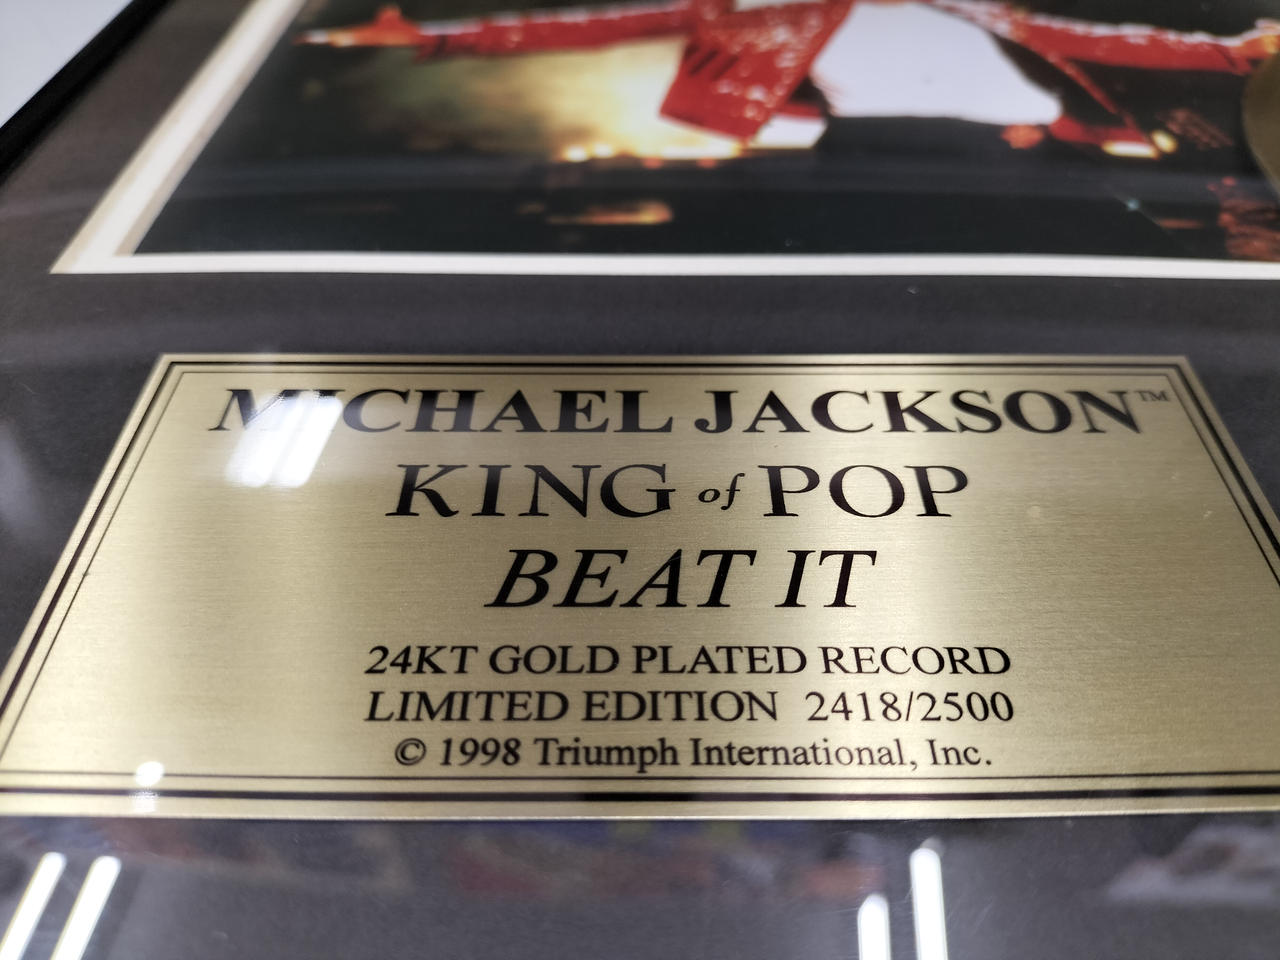 MICHAEL JACKSON™
KING of POP
BEAT IT
24KT GOLD PLATED RECORD
LIMITED EDITION 2418/2500
© 1998 Triumph International, Inc.